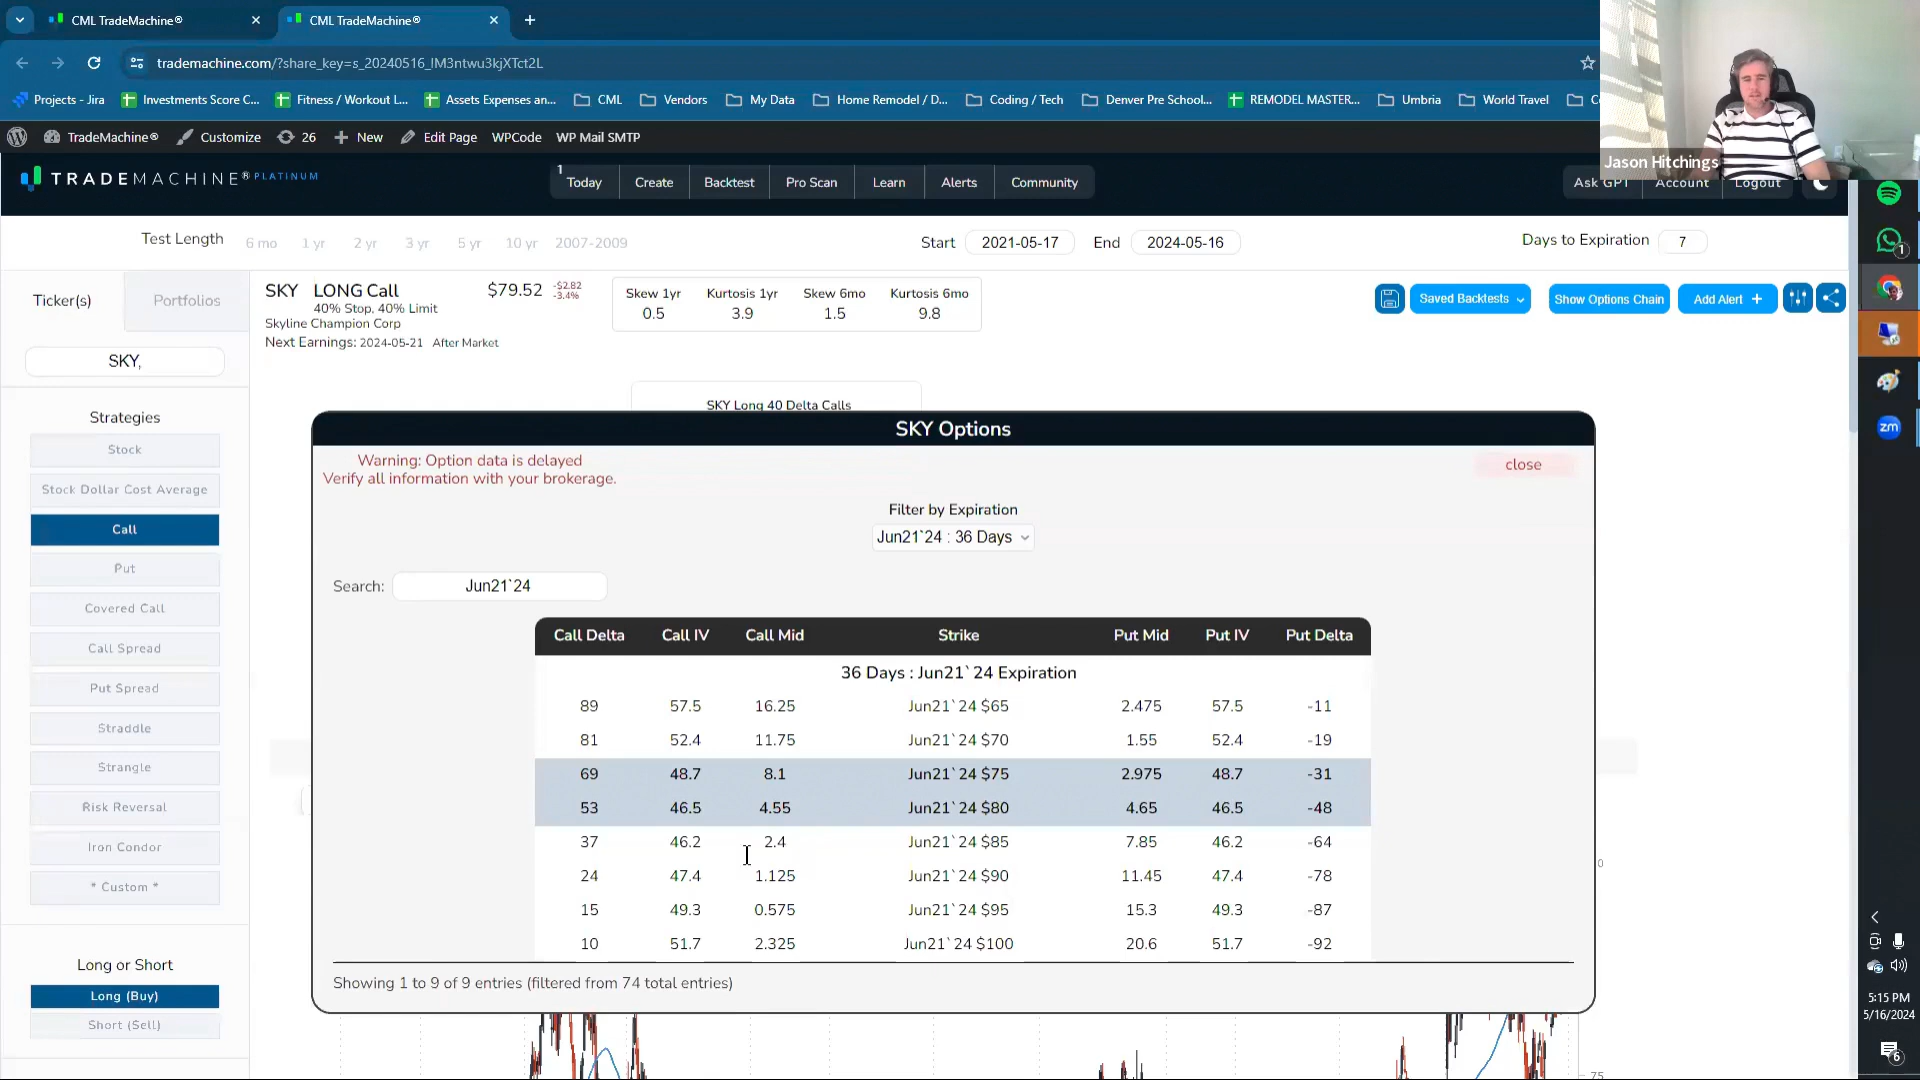 CML TradeMachine®
CML TradeMachine®
trademachine.com/?share_key=s_20240516_!M3ntwu3kjXTct2L
Projects - Jira
Investments Score C...
Fitness / Workout L...
Assets Expenses an...
CML
Vendors
My Data
Home Remodel / D...
Coding / Tech
Denver Pre School...
REMODEL MASTER...
Umbria
World Travel
TradeMachine®
Customize
26
New
Edit Page
WPCode
WP Mail SMTP
Jason Hitchings
TRADEMACHINE® PLATINUM
1
Today
Create
Backtest
Pro Scan
Learn
Alerts
Community
Ask GPT
Account
Logout
Test Length
6 mo
1 yr
2 yr
3 yr
5 yr
10 yr
2007-2009
Start
2021-05-17
End
2024-05-16
Days to Expiration
7
Ticker(s)
Portfolios
SKY,
SKY LONG Call
40% Stop, 40% Limit
Skyline Champion Corp
Next Earnings: 2024-05-21 After Market
$79.52
-$2.82
-3.4%
Skew 1yr
Kurtosis 1yr
Skew 6mo
Kurtosis 6mo
0.5
3.9
1.5
9.8
Saved Backtests
Show Options Chain
Add Alert +
SKY Long 40 Delta Calls
Strategies
Stock
Stock Dollar Cost Average
Call
Put
Covered Call
Call Spread
Put Spread
Straddle
Strangle
Risk Reversal
Iron Condor
* Custom *
Long or Short
Long (Buy)
Short (Sell)
SKY Options
Warning: Option data is delayed
Verify all information with your brokerage.
close
Filter by Expiration
Jun21`24 : 36 Days
Search:
Jun21`24
Call Delta Call IV Call Mid Strike Put Mid Put IV Put Delta
36 Days : Jun21`24 Expiration
89 57.5 16.25 Jun21`24 $65 2.475 57.5 -11
81 52.4 11.75 Jun21`24 $70 1.55 52.4 -19
69 48.7 8.1 Jun21`24 $75 2.975 48.7 -31
53 46.5 4.55 Jun21`24 $80 4.65 46.5 -48
37 46.2 2.4 Jun21`24 $85 7.85 46.2 -64
24 47.4 1.125 Jun21`24 $90 11.45 47.4 -78
15 49.3 0.575 Jun21`24 $95 15.3 49.3 -87
10 51.7 2.325 Jun21`24 $100 20.6 51.7 -92
Showing 1 to 9 of 9 entries (filtered from 74 total entries)
0
75
1
zm
5:15 PM
5/16/2024
6